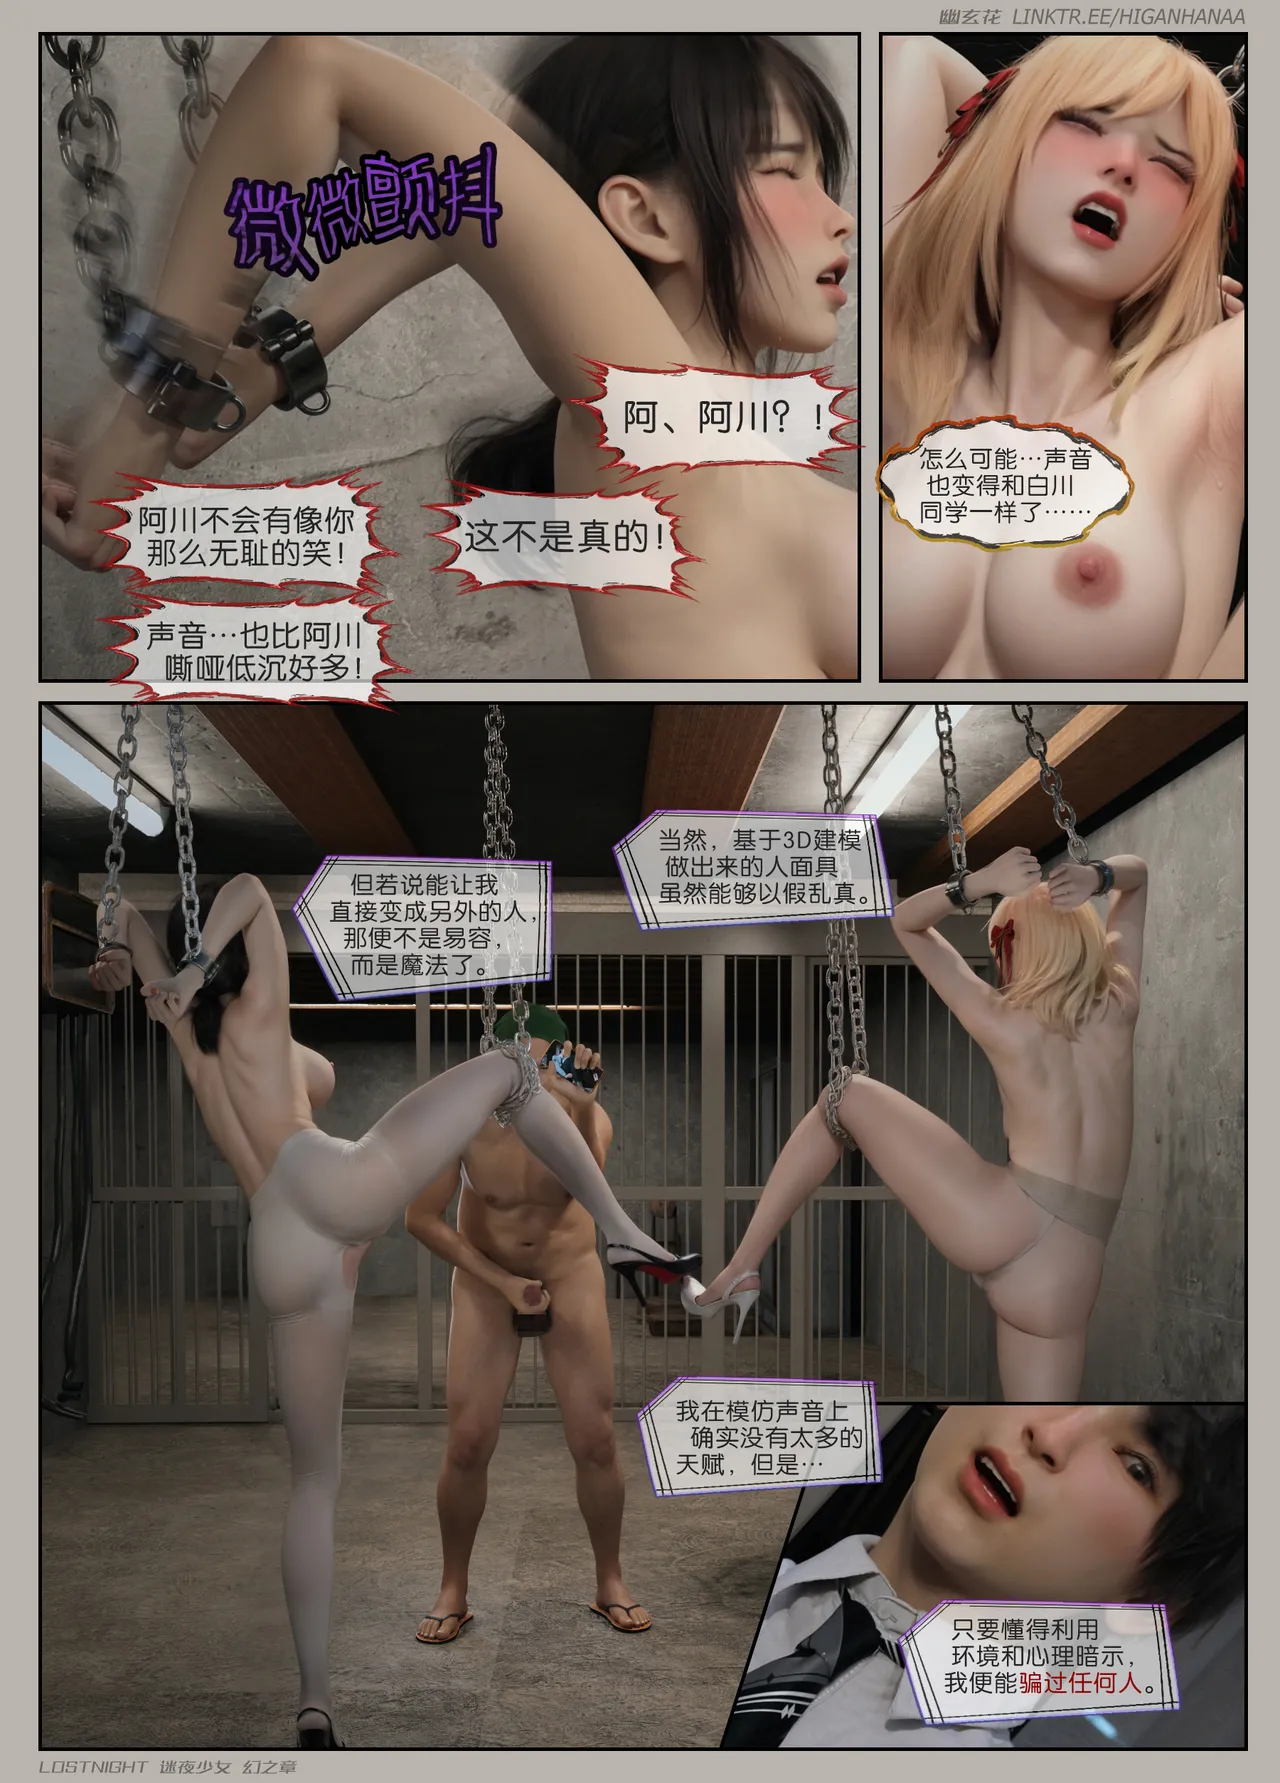 幽玄花 LINKTR.EE/HIGANHANAA
微微颤抖
阿、阿川？！
这不是真的！
阿川不会有像你
那么无耻的笑！
声音…也比阿川
嘶哑低沉好多！
怎么可能…声音
也变得和白川
同学一样了……
当然，基于3D建模
做出来的人面具
虽然能够以假乱真。
但若说能让我
直接变成另外的人，
那便不是易容，
而是魔法了。
我在模仿声音上
确实没有太多的
天赋，但是…
只要懂得利用
环境和心理暗示，
我便能骗过任何人。
LOSTNIGHT 迷夜少女 幻之章